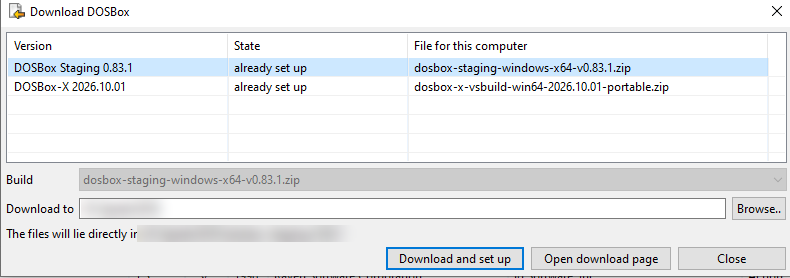 Download DOSBox
Version State File for this computer
DOSBox Staging 0.83.1 already set up dosbox-staging-windows-x64-v0.83.1.zip
DOSBox-X 2026.10.01 already set up dosbox-x-vsbuild-win64-2026.10.01-portable.zip
Build dosbox-staging-windows-x64-v0.83.1.zip
Download to Browse..
The files will lie directly in
Download and set up Open download page Close